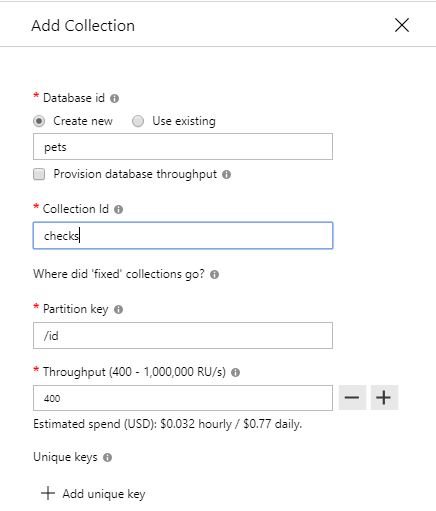 Add Collection
* Database id
Create new Use existing
pets
Provision database throughput
* Collection Id
checks
Where did 'fixed' collections go?
* Partition key
/id
* Throughput (400 - 1,000,000 RU/s)
400
Estimated spend (USD): $0.032 hourly / $0.77 daily.
Unique keys
+ Add unique key